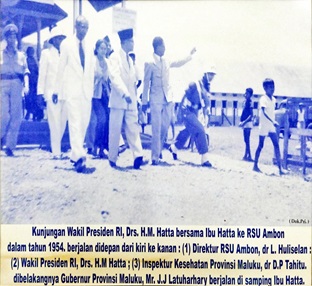 (Dok.Pri.)
Kunjungan Wakil Presiden RI, Drs. H.M. Hatta bersama Ibu Hatta ke RSU Ambon
dalam tahun 1954. berjalan didepan dari kiri ke kanan : (1) Direktur RSU Ambon, dr L. Huliselan :
(2) Wakil Presiden RI, Drs. H.M Hatta ; (3) Inspektur Kesehatan Provinsi Maluku, dr D.P Tahitu.
dibelakangnya Gubernur Provinsi Maluku, Mr. J.J Latuharhary berjalan di samping Ibu Hatta.